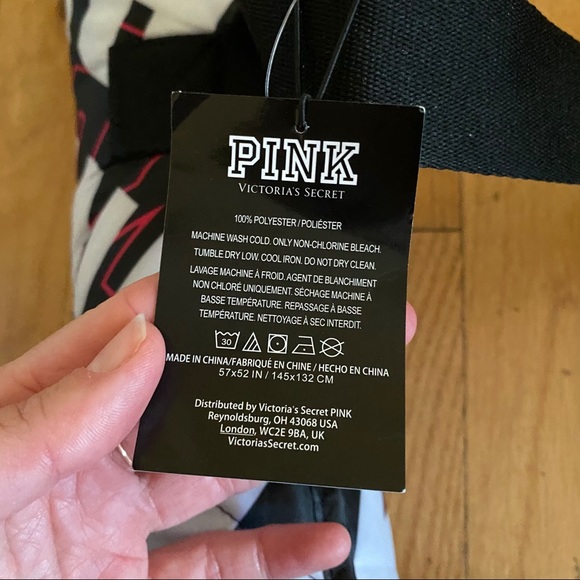 PINK
VICTORIA'S SECRET
100% POLYESTER / POLIÉSTER
MACHINE WASH COLD. ONLY NON-CHLORINE BLEACH.
TUMBLE DRY LOW. COOL IRON. DO NOT DRY CLEAN.
LAVAGE MACHINE À FROID. AGENT DE BLANCHIMENT
NON CHLORÉ UNIQUEMENT. SÉCHAGE MACHINE À
BASSE TEMPÉRATURE. REPASSAGE À BASSE
TEMPÉRATURE. NETTOYAGE À SEC INTERDIT.
30
MADE IN CHINA/FABRIQUÉ EN CHINE / HECHO EN CHINA
57x52 IN / 145x132 CM
Distributed by Victoria's Secret PINK
Reynoldsburg, OH 43068 USA
London, WC2E 9BA, UK
VictoriasSecret.com